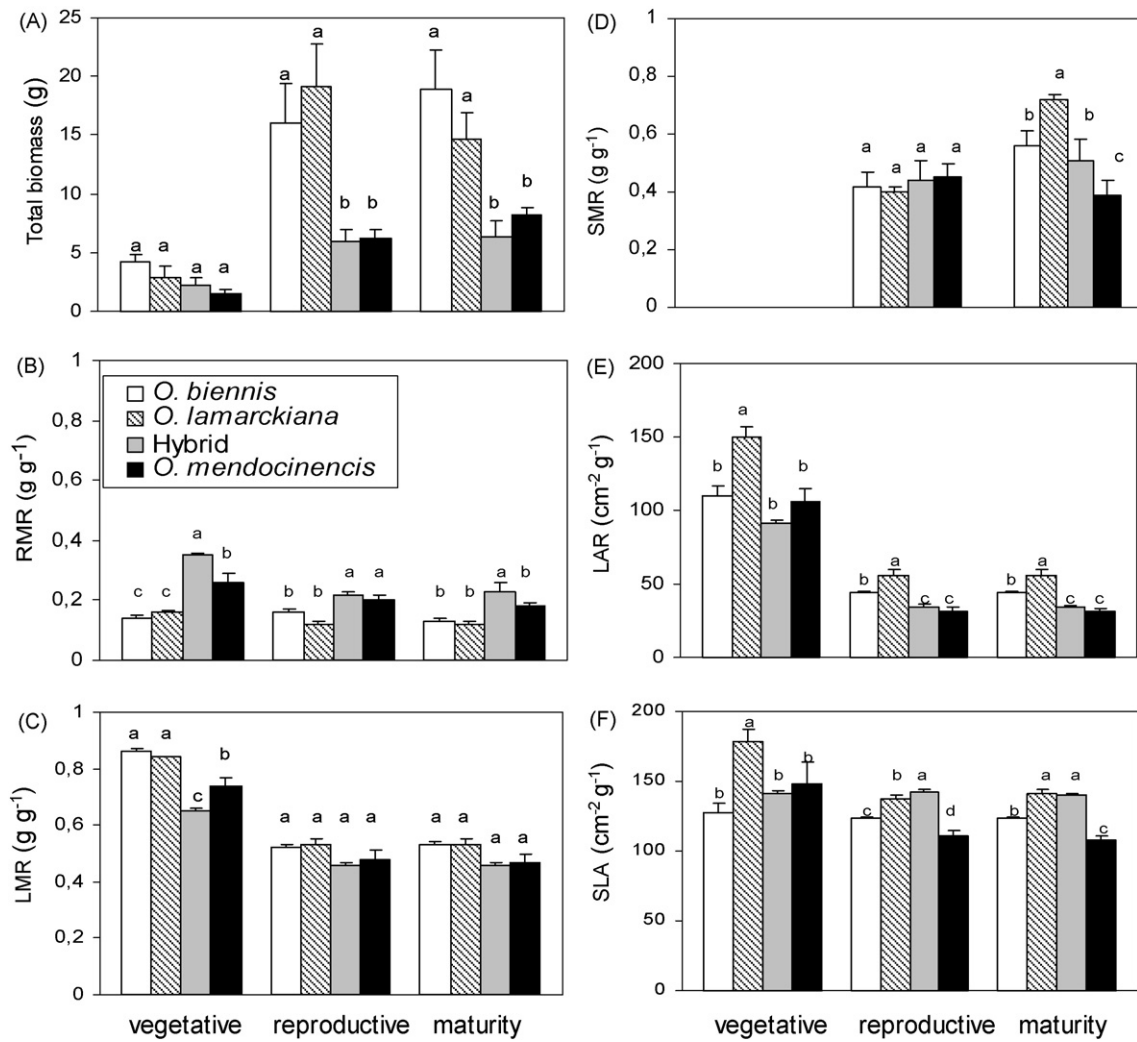 (A)
Total biomass (g)
25
20
15
10
5
0
a a a a
a a b b
a a b b
(D)
SMR (g g-1)
1
0,8
0,6
0,4
0,2
0
a a a a
b a b c
(B)
RMR (g g-1)
1
0,8
0,6
0,4
0,2
0
O. biennis
O. lamarckiana
Hybrid
O. mendocinencis
c c a b
b b a a
b b a b
(E)
LAR (cm-2 g-1)
200
150
100
50
0
b a b b
b a c c
b a c c
(C)
LMR (g g-1)
1
0,8
0,6
0,4
0,2
0
a a c b
a a a a
a a a a
vegetative reproductive maturity
(F)
SLA (cm-2 g-1)
200
150
100
50
0
b a b b
c b a d
b a a c
vegetative reproductive maturity